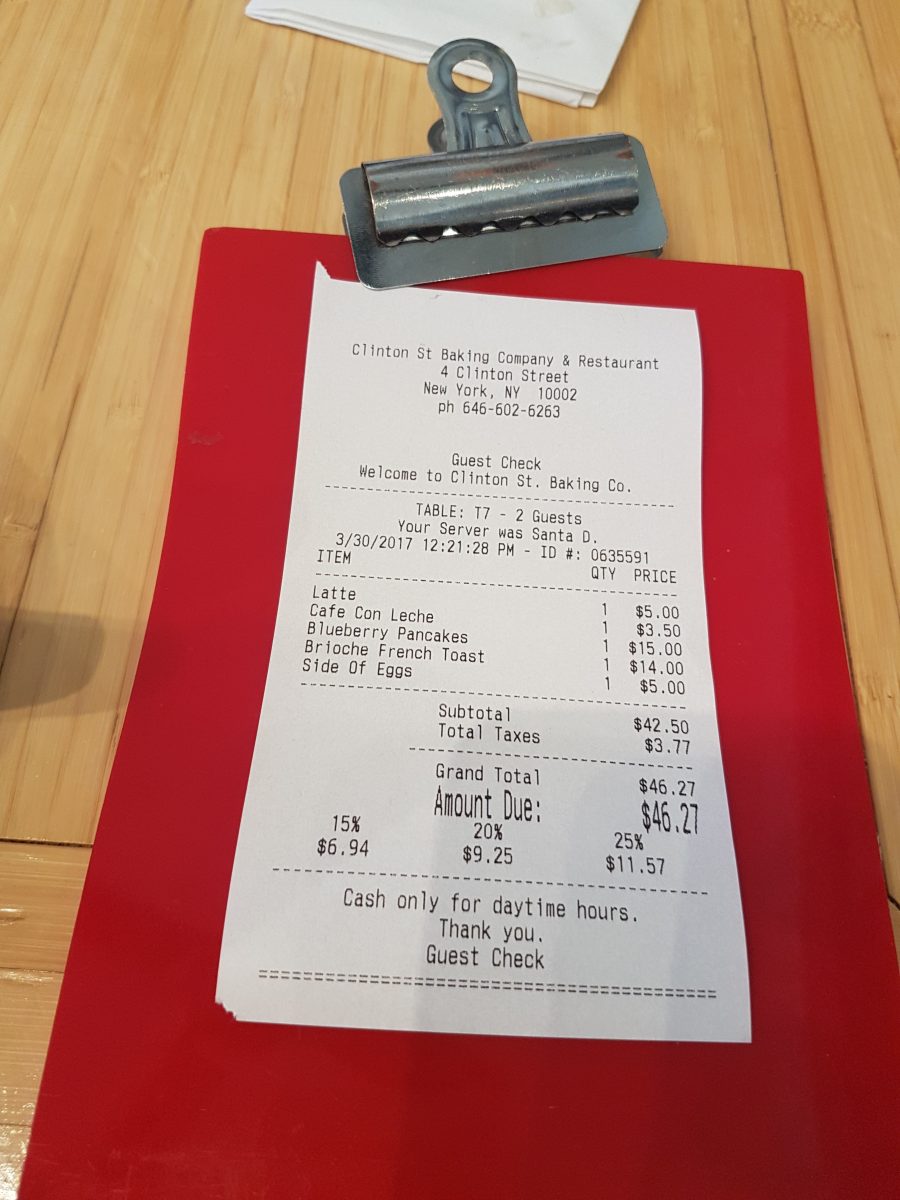 Clinton St Baking Company & Restaurant
4 Clinton Street
New York, NY 10002
ph 646-602-6263
Guest Check
Welcome to Clinton St. Baking Co.
TABLE: T7 - 2 Guests
Your Server was Santa D.
3/30/2017 12:21:28 PM - ID #: 0635591
ITEM QTY PRICE
Latte 1 $5.00
Cafe Con Leche 1 $3.50
Blueberry Pancakes 1 $15.00
Brioche French Toast 1 $14.00
Side Of Eggs 1 $5.00
Subtotal $42.50
Total Taxes $3.77
Grand Total $46.27
Amount Due: $46.27
15% 20% 25%
$6.94 $9.25 $11.57
Cash only for daytime hours.
Thank you.
Guest Check